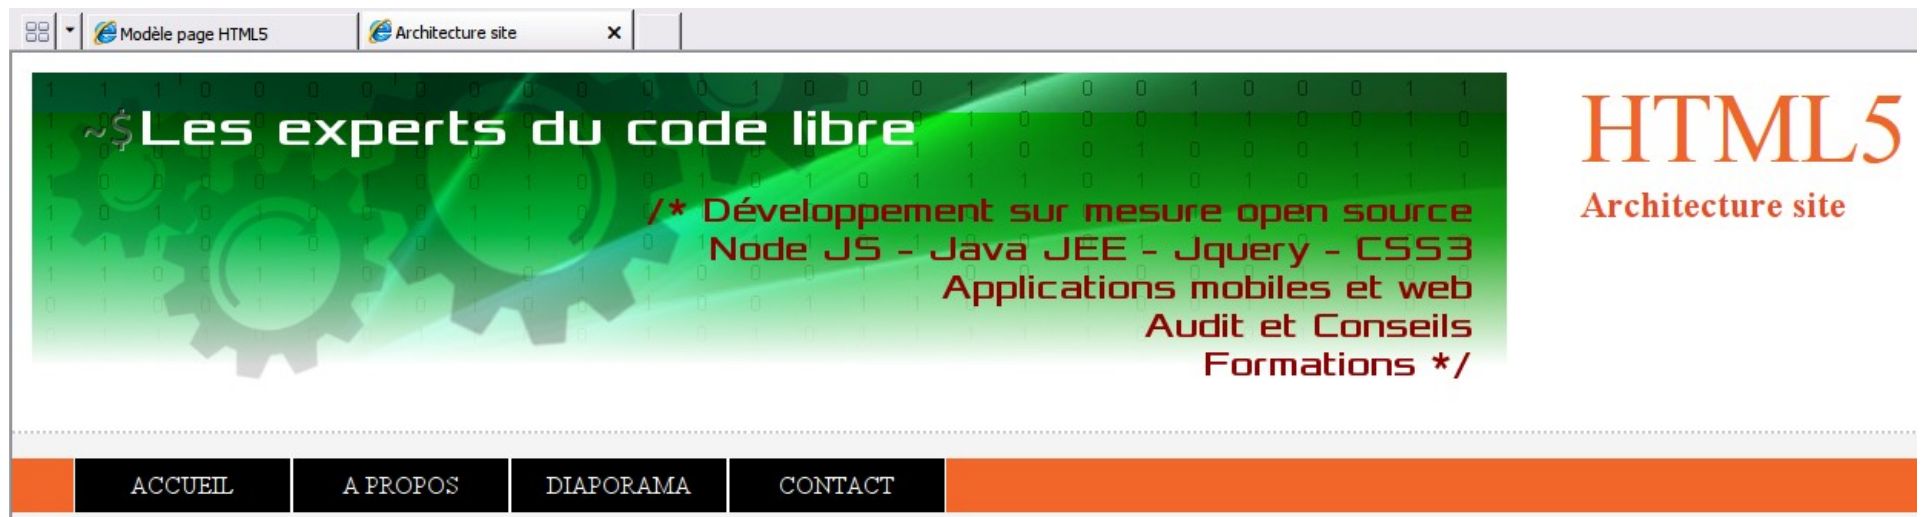 Modèle page HTML5
Architecture site
~$Les experts du code libre
/* Développement sur mesure open source
Node JS - Java JEE - Jquery - CSS3
Applications mobiles et web
Audit et Conseils
Formations */
HTML5
Architecture site
ACCUEIL
A PROPOS
DIAPORAMA
CONTACT